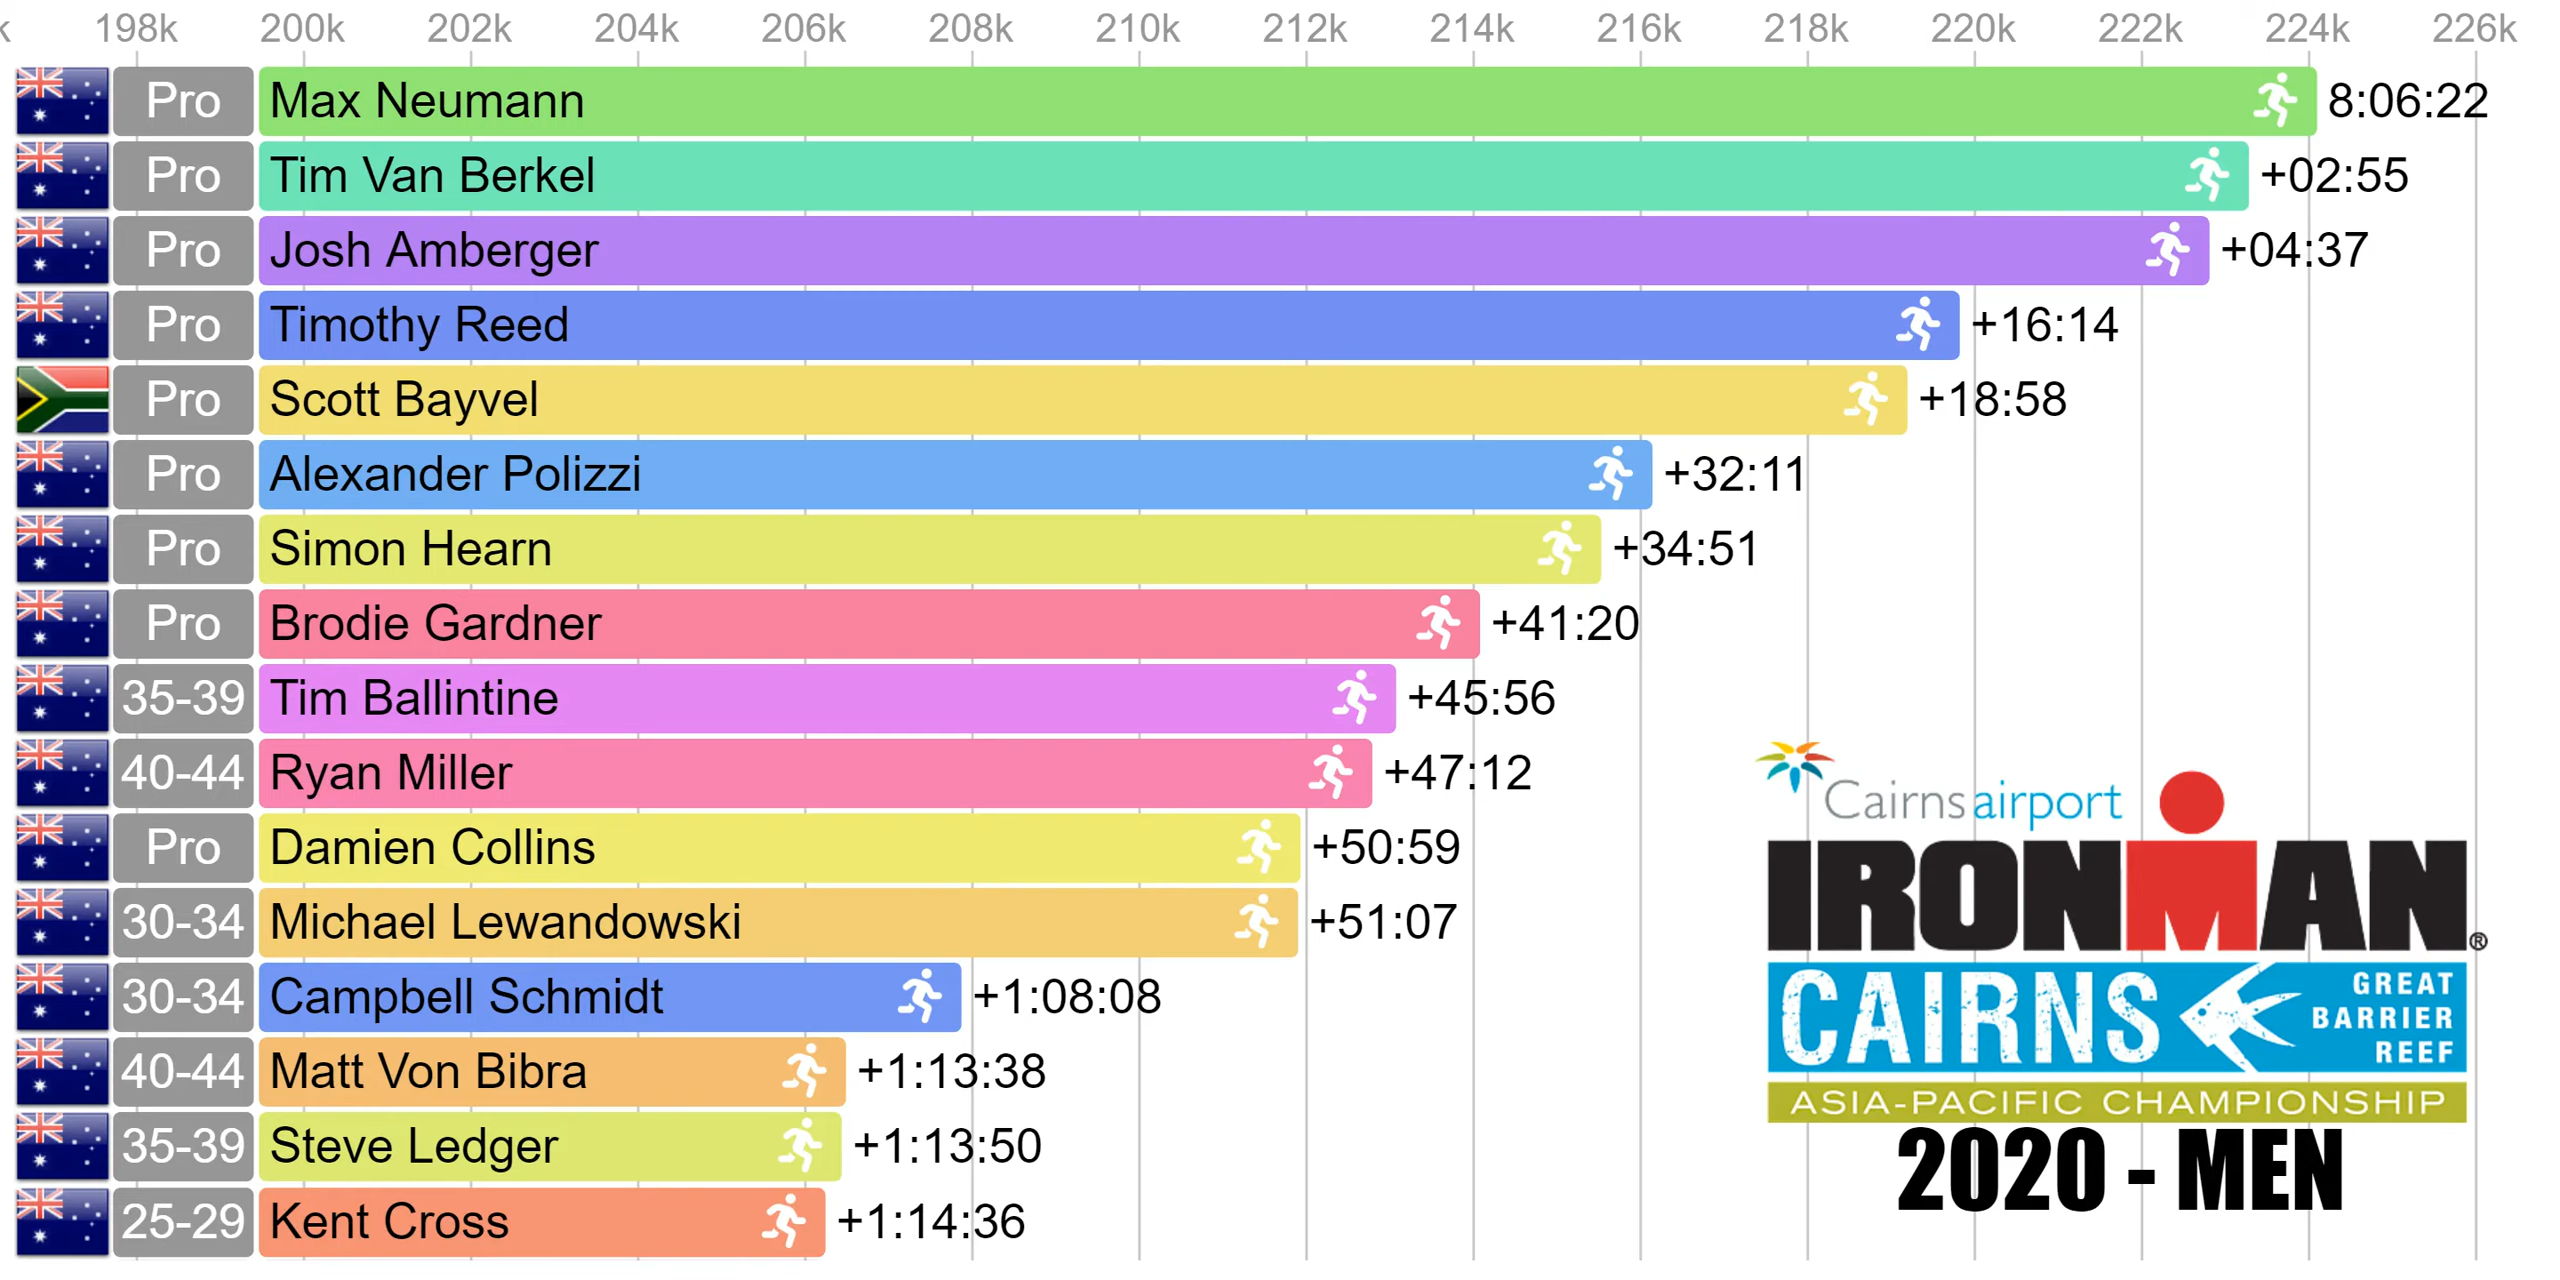 k 198k 200k 202k 204k 206k 208k 210k 212k 214k 216k 218k 220k 222k 224k 226k
Pro Max Neumann 8:06:22
Pro Tim Van Berkel +02:55
Pro Josh Amberger +04:37
Pro Timothy Reed +16:14
Pro Scott Bayvel +18:58
Pro Alexander Polizzi +32:11
Pro Simon Hearn +34:51
Pro Brodie Gardner +41:20
35-39 Tim Ballintine +45:56
40-44 Ryan Miller +47:12
Pro Damien Collins +50:59
30-34 Michael Lewandowski +51:07
30-34 Campbell Schmidt +1:08:08
40-44 Matt Von Bibra +1:13:38
35-39 Steve Ledger +1:13:50
25-29 Kent Cross +1:14:36
Cairns airport
IRONMAN®
CAIRNS
GREAT
BARRIER
REEF
ASIA-PACIFIC CHAMPIONSHIP
2020 - MEN